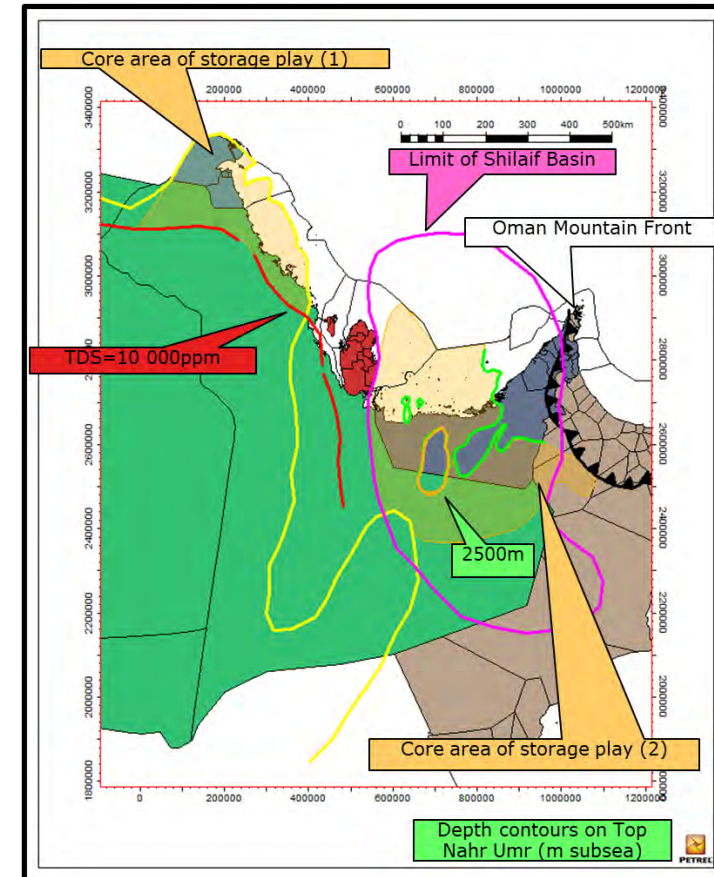 Core area of storage play (1)
200000 400000 600000 800000 1000000 1200000
0 100 200 300 400 500km
Limit of Shilaif Basin
Oman Mountain Front
TDS=10 000ppm
2500m
Core area of storage play (2)
3400000
3200000
3000000
2800000
2600000
2400000
2200000
2000000
1800000
3200000
3000000
2800000
2600000
2400000
2200000
2000000
0 200000 400000 600000 800000 1000000 1200000
Depth contours on Top
Nahr Umr (m subsea)
PETREL